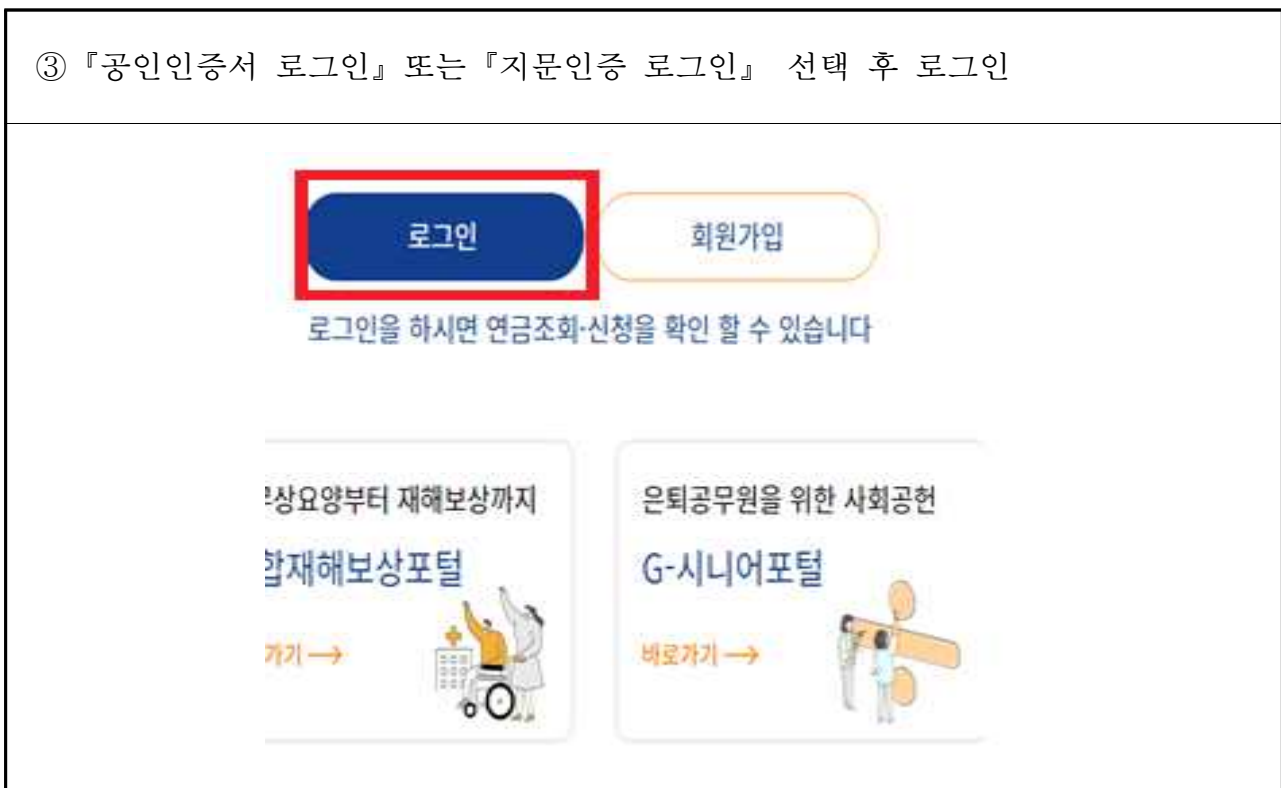 ③『공인인증서 로그인』또는『지문인증 로그인』 선택 후 로그인
로그인
회원가입
로그인을 하시면 연금조회·신청을 확인 할 수 있습니다
상요양부터 재해보상까지
합재해보상포털
가기 →
은퇴공무원을 위한 사회공헌
G-시니어포털
바로가기 →